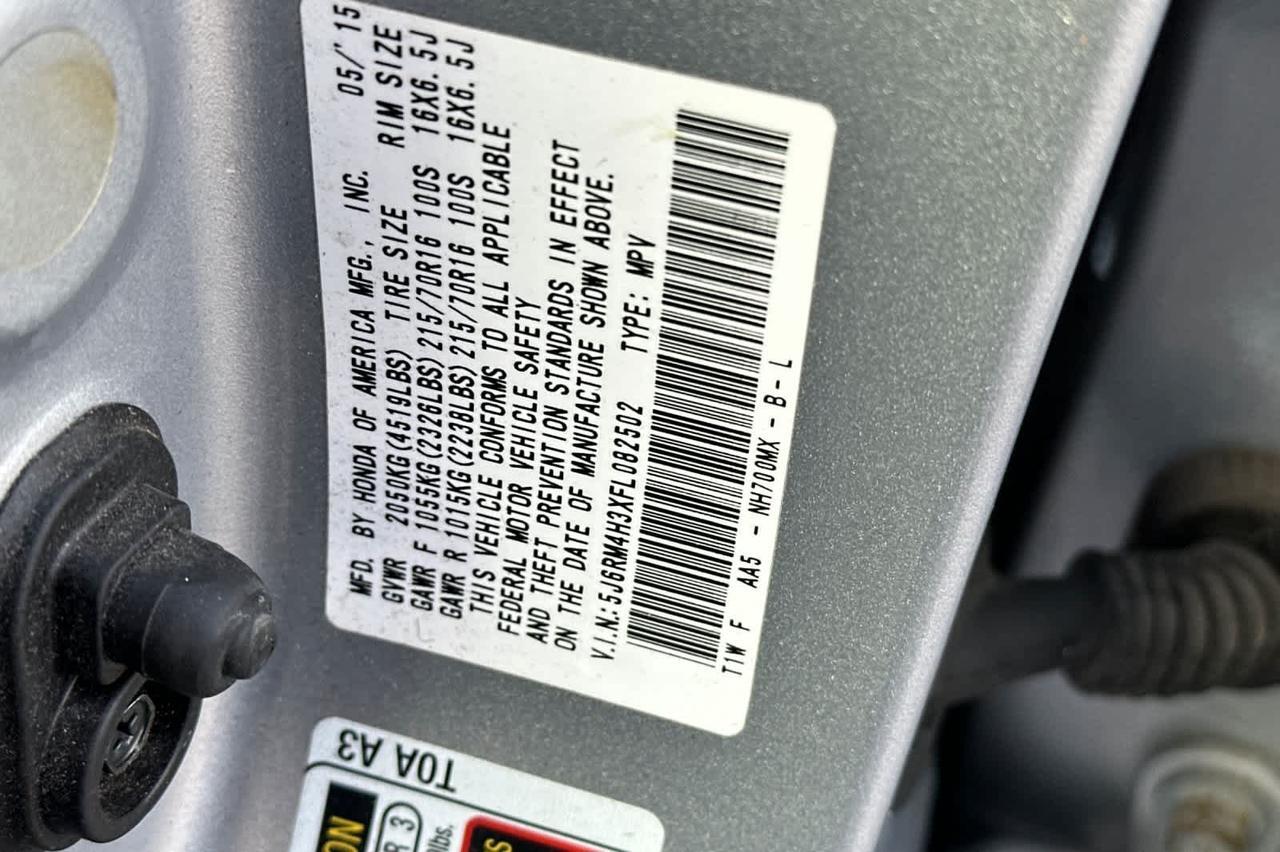 MFD. BY HONDA OF AMERICA MFG., INC. 05/'15
GVWR 2050KG(4519LBS) TIRE SIZE RIM SIZE
GAWR F 1055KG(2326LBS) 215/70R16 100S 16X6.5J
GAWR R 1015KG(2238LBS) 215/70R16 100S 16X6.5J
THIS VEHICLE CONFORMS TO ALL APPLICABLE
FEDERAL MOTOR VEHICLE SAFETY
AND THEFT PREVENTION STANDARDS IN EFFECT
ON THE DATE OF MANUFACTURE SHOWN ABOVE.
V.I.N:5J6RM4H3XFL082502 TYPE: MPV
T1W F AA5 - NH700MX - B - L
T0A A3